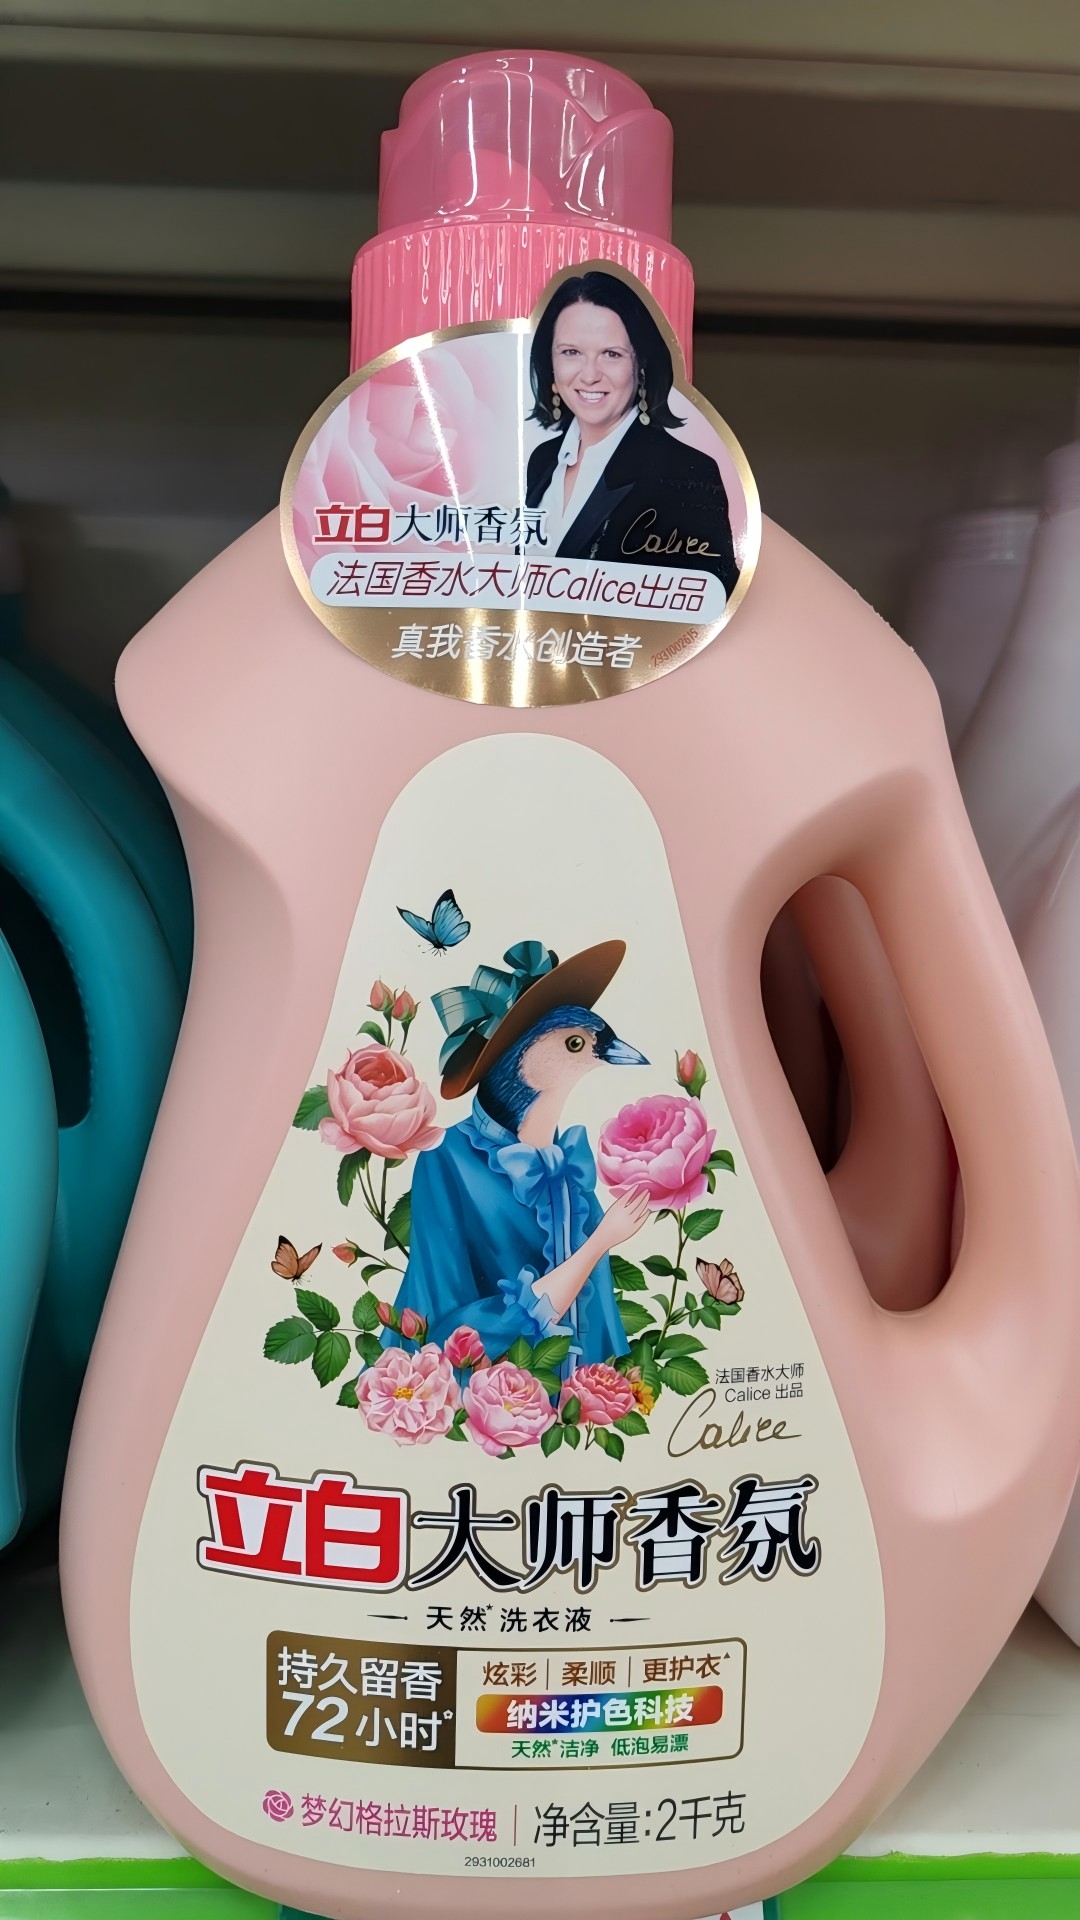 立白大师香氛
Calice
法国香水大师Calice出品
真我香水创造者
2931002615
法国香水大师
Calice 出品
Calice
立白大师香氛
天然*洗衣液
持久留香
72小时
炫彩｜柔顺｜更护衣▲
纳米护色科技
天然*洁净 低泡易漂
梦幻格拉斯玫瑰｜净含量:2千克
2931002681